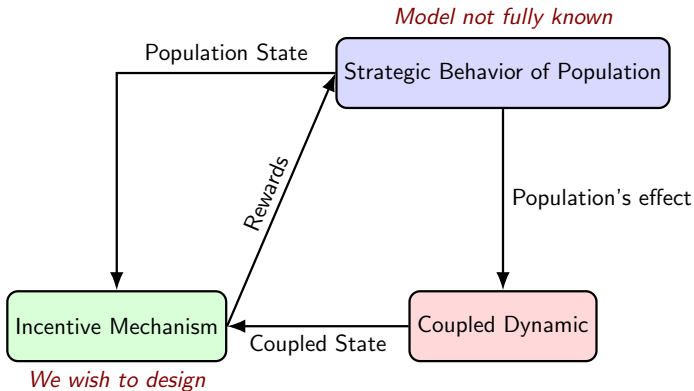 Model not fully known
Population State
Strategic Behavior of Population
Rewards
Population's effect
Incentive Mechanism
Coupled State
Coupled Dynamic
We wish to design